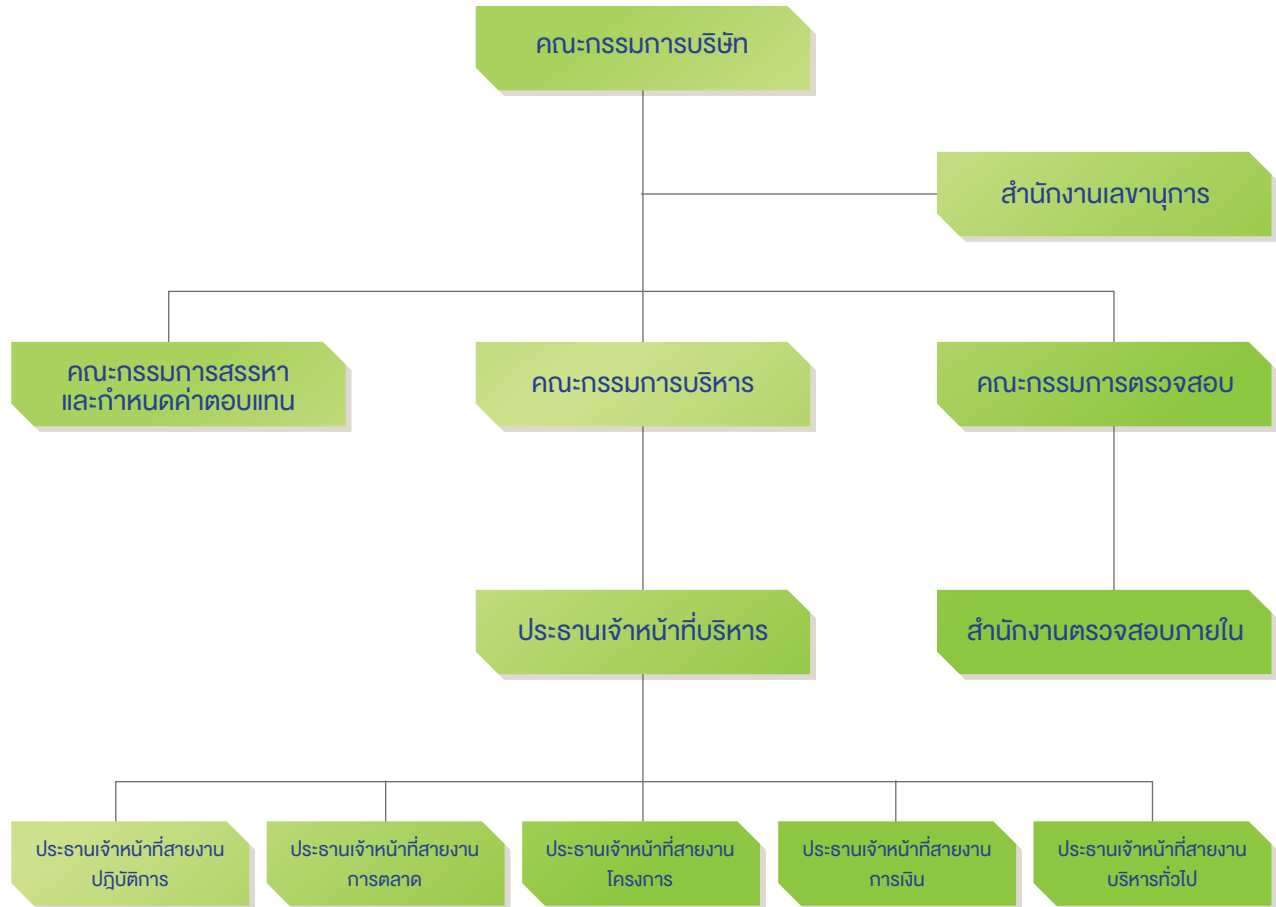 คณะกรรมการบริษัท
สำนักงานเลขานุการ
คณะกรรมการสรรหา
และกำหนดค่าตอบแทน
คณะกรรมการบริหาร
คณะกรรมการตรวจสอบ
ประธานเจ้าหน้าที่บริหาร
สำนักงานตรวจสอบภายใน
ประธานเจ้าหน้าที่สายงาน
ปฎิบัติการ
ประธานเจ้าหน้าที่สายงาน
การตลาด
ประธานเจ้าหน้าที่สายงาน
โครงการ
ประธานเจ้าหน้าที่สายงาน
การเงิน
ประธานเจ้าหน้าที่สายงาน
บริหารทั่วไป